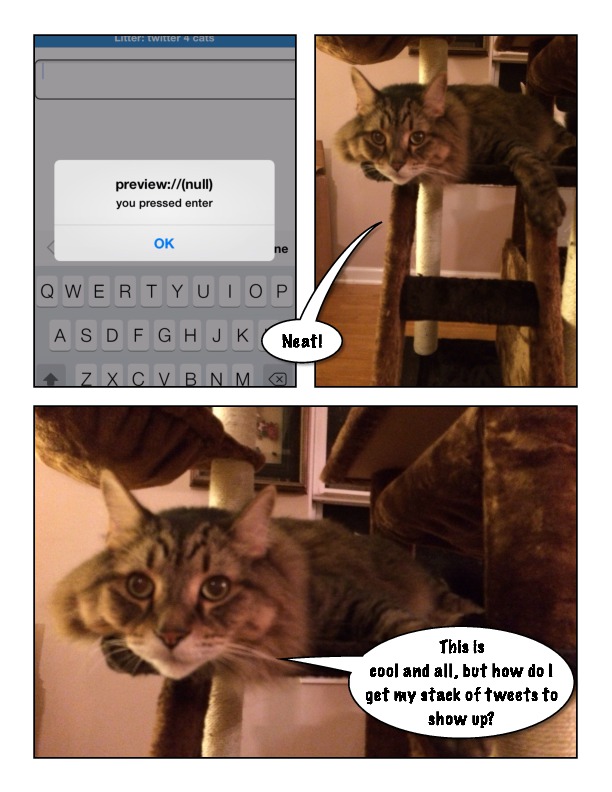 Litter: twitter 4 cats
preview://(null)
you pressed enter
OK
ne
Q W E R T Y U I O P
A S D F G H J K
Z X C V B N M
Neat!
This is
cool and all, but how do I
get my stack of tweets to
show up?